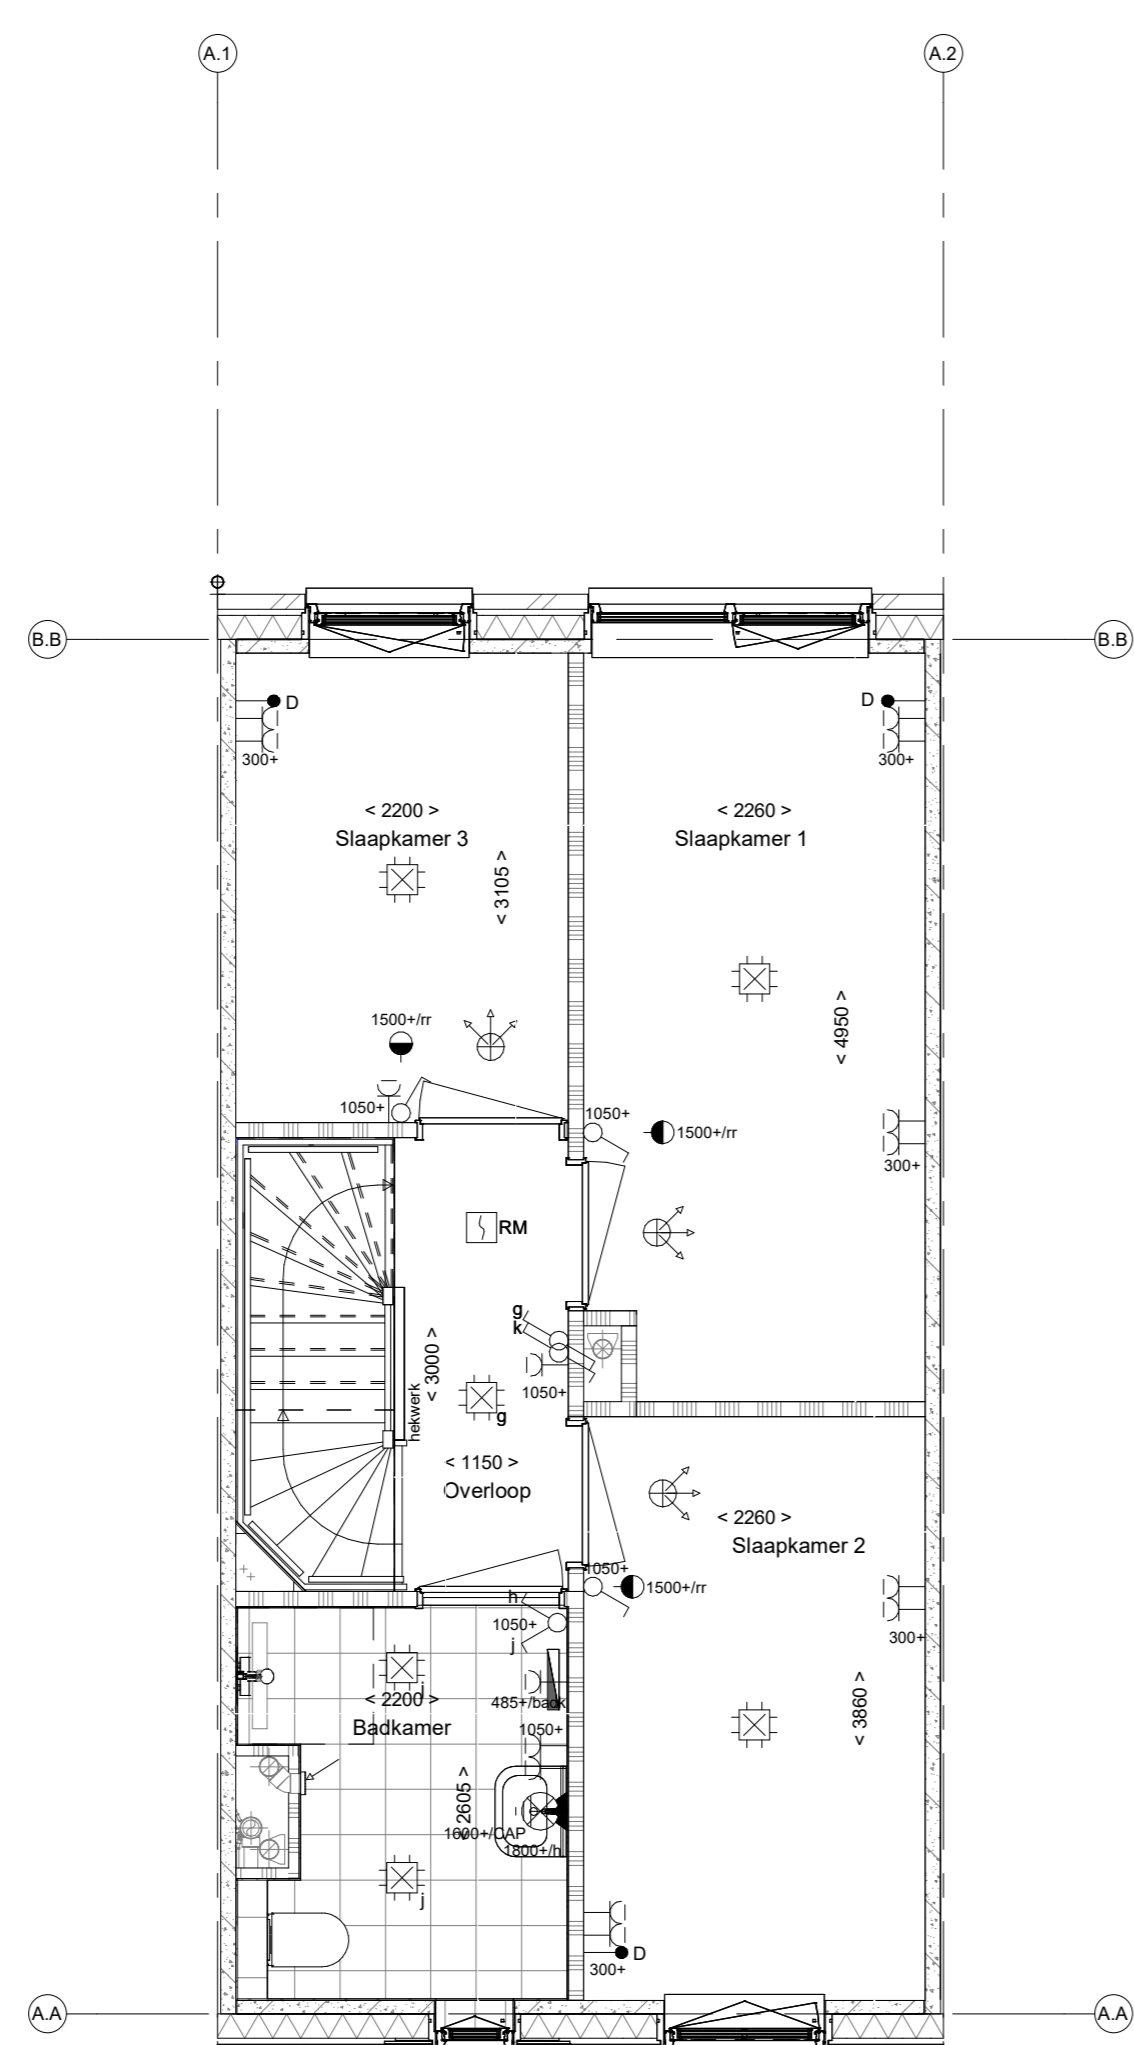 A.1
A.2
B.B
B.B
D
D
300+
300+
< 2200 >
Slaapkamer 3
< 2260 >
Slaapkamer 1
< 3105 >
< 4950 >
1500+/rr
1050+
1050+
1500+/rr
300+
RM
g
k
< 3000 >
hekwerk
1050+
g
< 1150 >
Overloop
< 2260 >
Slaapkamer 2
1050+
1500+/rr
h
1050+
j
300+
j
< 2200 >
Badkamer
485+/badk
1050+
< 3860 >
< 2605 >
1000+/CAP
1800+/h
j
D
300+
A.A
A.A